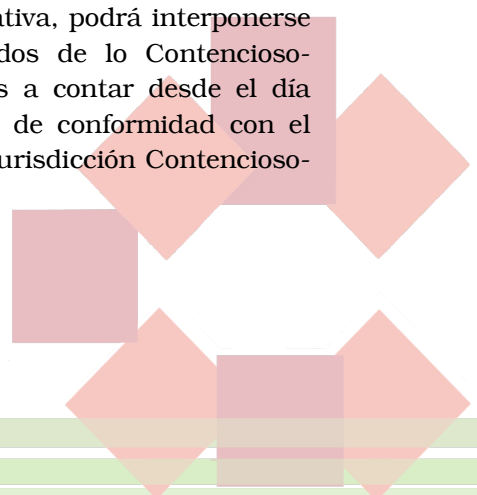 ativa, podrá interponerse
dos de lo Contencioso-
s a contar desde el día
de conformidad con el
urisdicción Contencioso-